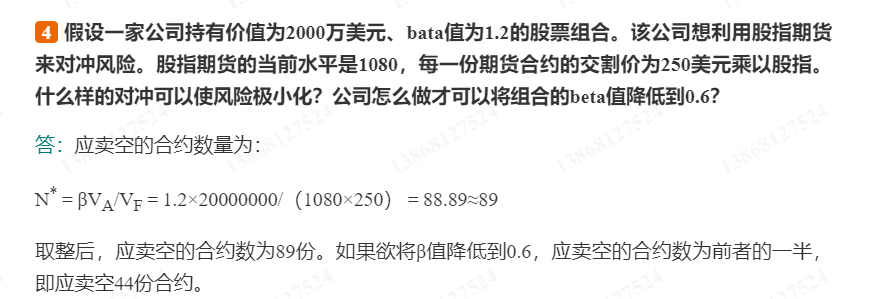 4 假设一家公司持有价值为2000万美元、bata值为1.2的股票组合。该公司想利用股指期货
来对冲风险。股指期货的当前水平是1080，每一份期货合约的交割价为250美元乘以股指。
什么样的对冲可以使风险极小化？公司怎么做才可以将组合的beta值降低到0.6？
答：应卖空的合约数量为：
N* = βVA/VF = 1.2×20000000/（1080×250） = 88.89≈89
取整后，应卖空的合约数为89份。如果欲将β值降低到0.6，应卖空的合约数为前者的一半，
即应卖空44份合约。
13868127524